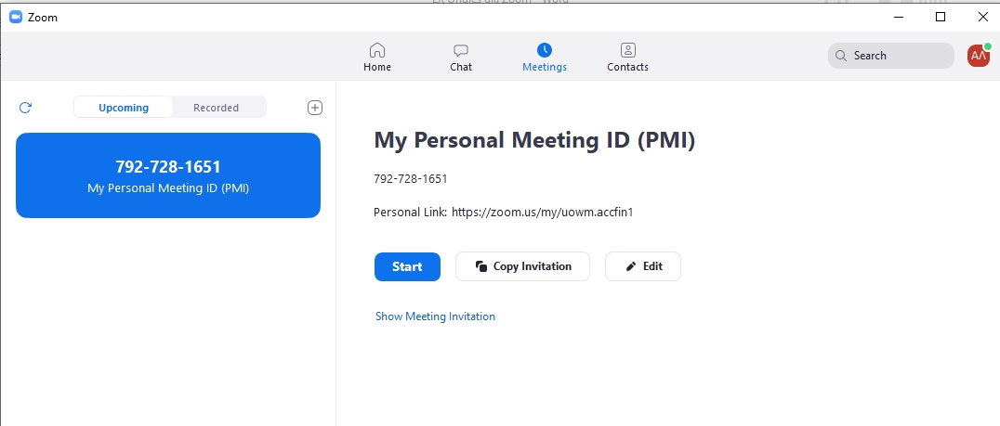 Zoom
Home
Chat
Meetings
Contacts
Search
ΑΛ
Upcoming
Recorded
792-728-1651
My Personal Meeting ID (PMI)
My Personal Meeting ID (PMI)
792-728-1651
Personal Link: https://zoom.us/my/uowm.accfin1
Start
Copy Invitation
Edit
Show Meeting Invitation